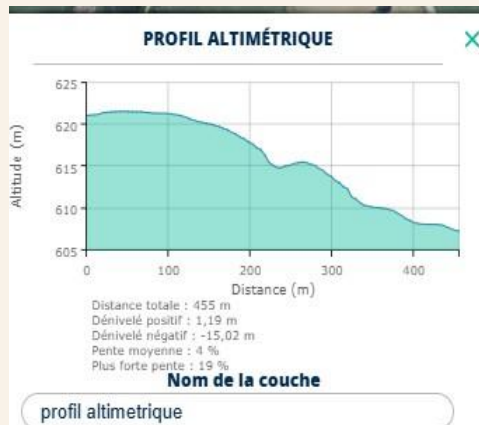 PROFIL ALTIMÉTRIQUE
Altitude (m)
625
620
615
610
605
0 100 200 300 400
Distance (m)
Distance totale : 455 m
Dénivelé positif : 1,19 m
Dénivelé négatif : -15,02 m
Pente moyenne : 4 %
Plus forte pente : 19 %
Nom de la couche
profil altimetrique